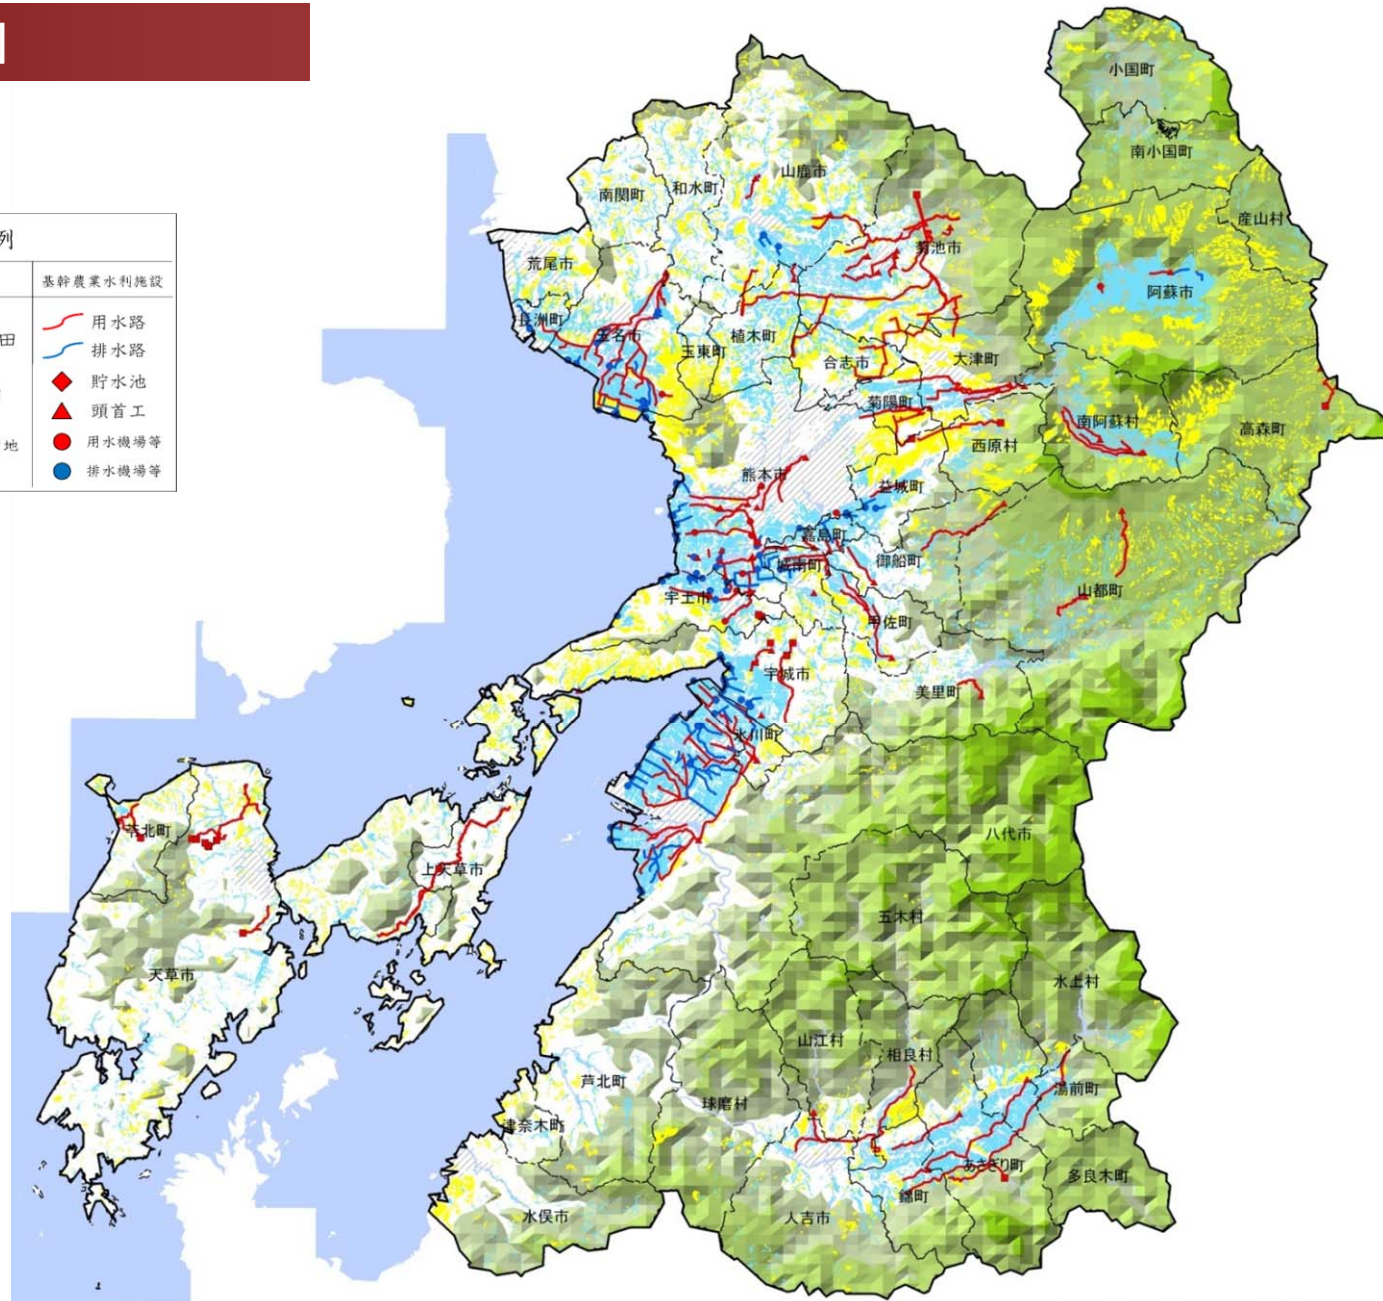 例
基幹農業水利施設
用水路
田
排水路
貯水池
頭首工
地
用水機場等
排水機場等
小国町
南小国町
産山村
山鹿市
和水町
南関町
菊池市
荒尾市
阿蘇市
長洲町
玉名市
玉東町
植木町
合志市
大津町
菊陽町
南阿蘇村
高森町
西原村
熊本市
益城町
嘉島町
城南町
御船町
山都町
宇土市
甲佐町
宇城市
美里町
氷川町
八代市
苓北町
上天草市
五木村
天草市
水上村
山江村
相良村
芦北町
湯前町
球磨村
津奈木町
あさぎり町
多良木町
錦町
水俣市
人吉市